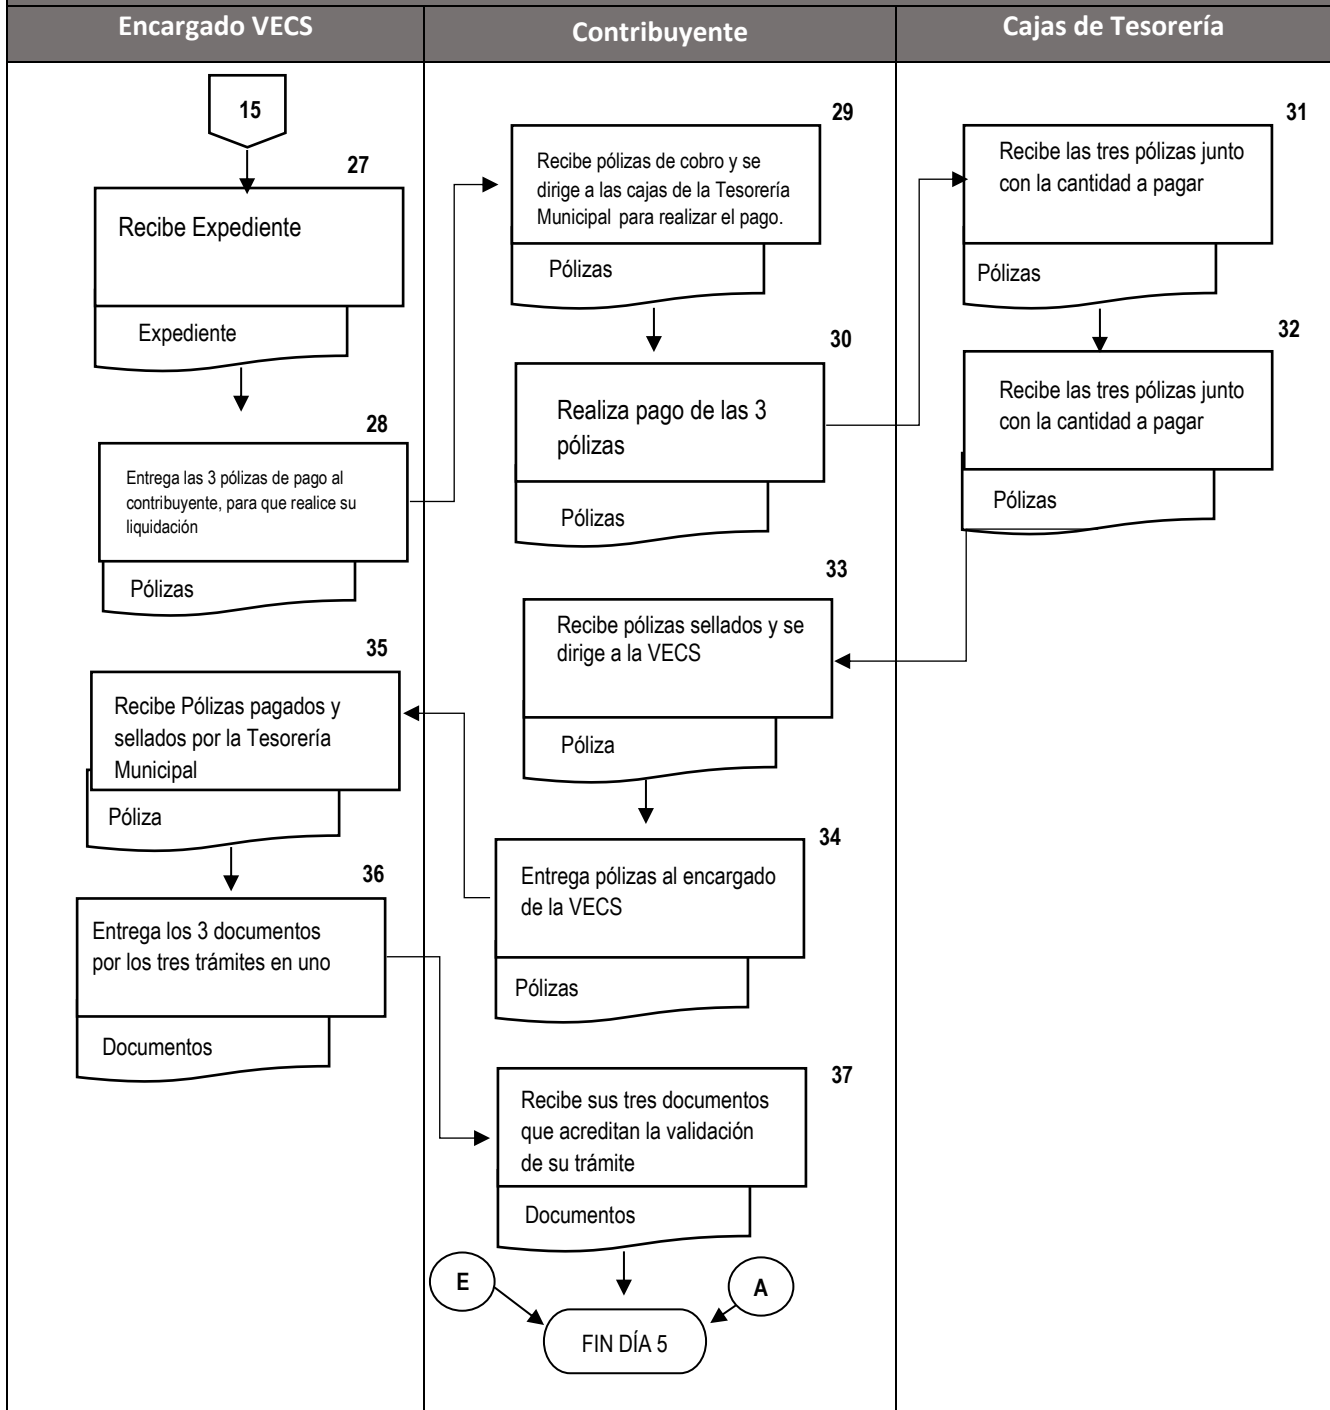 Encargado VECS
Contribuyente
Cajas de Tesorería
15
27
Recibe Expediente
Expediente
28
Entrega las 3 pólizas de pago al
contribuyente, para que realice su
liquidación
Pólizas
29
Recibe pólizas de cobro y se
dirige a las cajas de la Tesorería
Municipal para realizar el pago.
Pólizas
30
Realiza pago de las 3
pólizas
Pólizas
31
Recibe las tres pólizas junto
con la cantidad a pagar
Pólizas
32
Recibe las tres pólizas junto
con la cantidad a pagar
Pólizas
33
Recibe pólizas sellados y se
dirige a la VECS
Póliza
34
Entrega pólizas al encargado
de la VECS
Pólizas
35
Recibe Pólizas pagados y
sellados por la Tesorería
Municipal
Póliza
36
Entrega los 3 documentos
por los tres trámites en uno
Documentos
37
Recibe sus tres documentos
que acreditan la validación
de su trámite
Documentos
E
A
FIN DÍA 5